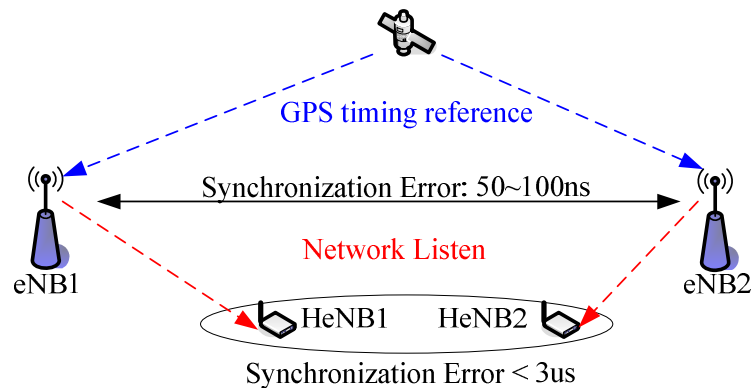 GPS timing reference
Synchronization Error: 50~100ns
Network Listen
eNB1
eNB2
HeNB1
HeNB2
Synchronization Error < 3us